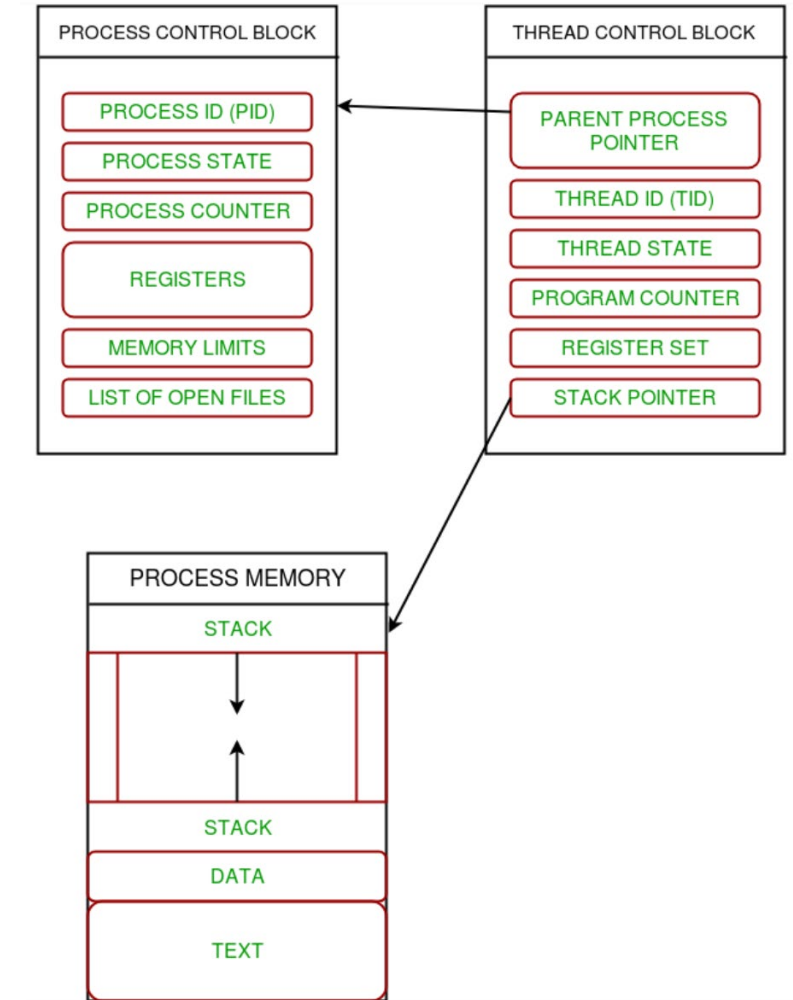 PROCESS CONTROL BLOCK
PROCESS ID (PID)
PROCESS STATE
PROCESS COUNTER
REGISTERS
MEMORY LIMITS
LIST OF OPEN FILES
THREAD CONTROL BLOCK
PARENT PROCESS
POINTER
THREAD ID (TID)
THREAD STATE
PROGRAM COUNTER
REGISTER SET
STACK POINTER
PROCESS MEMORY
STACK
STACK
DATA
TEXT